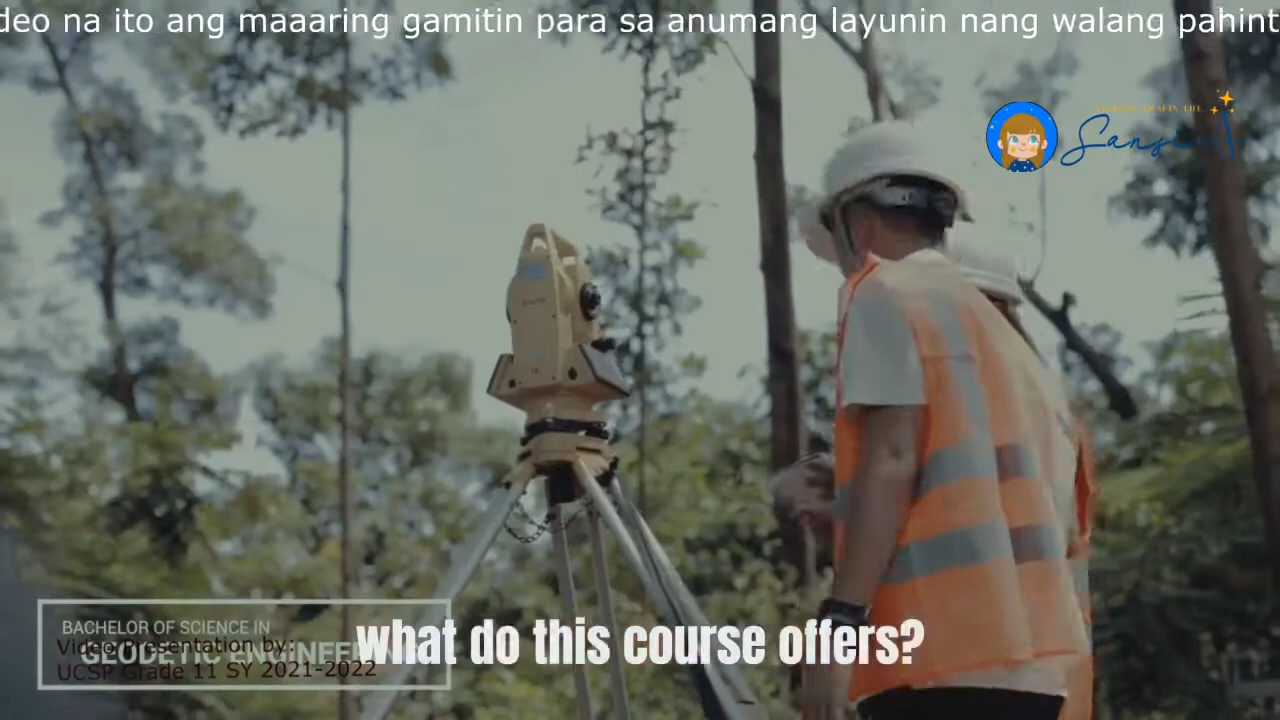 deo na ito ang maaaring gamitin para sa anumang layunin nang walang pahint
BACHELOR OF SCIENCE IN
GEODETIC ENGINEERING
Video Presentation by:
UCSP Grade 11 SY 2021-2022
what do this course offers?